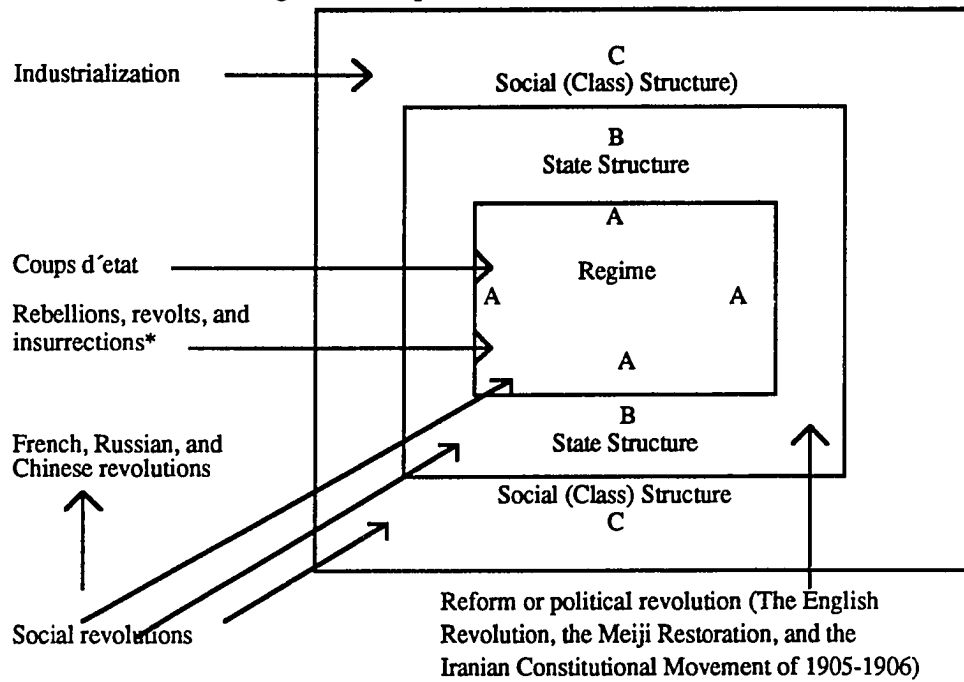 C
Industrialization
Social (Class) Structure)
B
State Structure
A
Coups d´etat
Regime
A
A
Rebellions, revolts, and
insurrections*
A
B
State Structure
French, Russian, and
Chinese revolutions
Social (Class) Structure
C
Social revolutions
Reform or political revolution (The English
Revolution, the Meiji Restoration, and the
Iranian Constitutional Movement of 1905-1906)